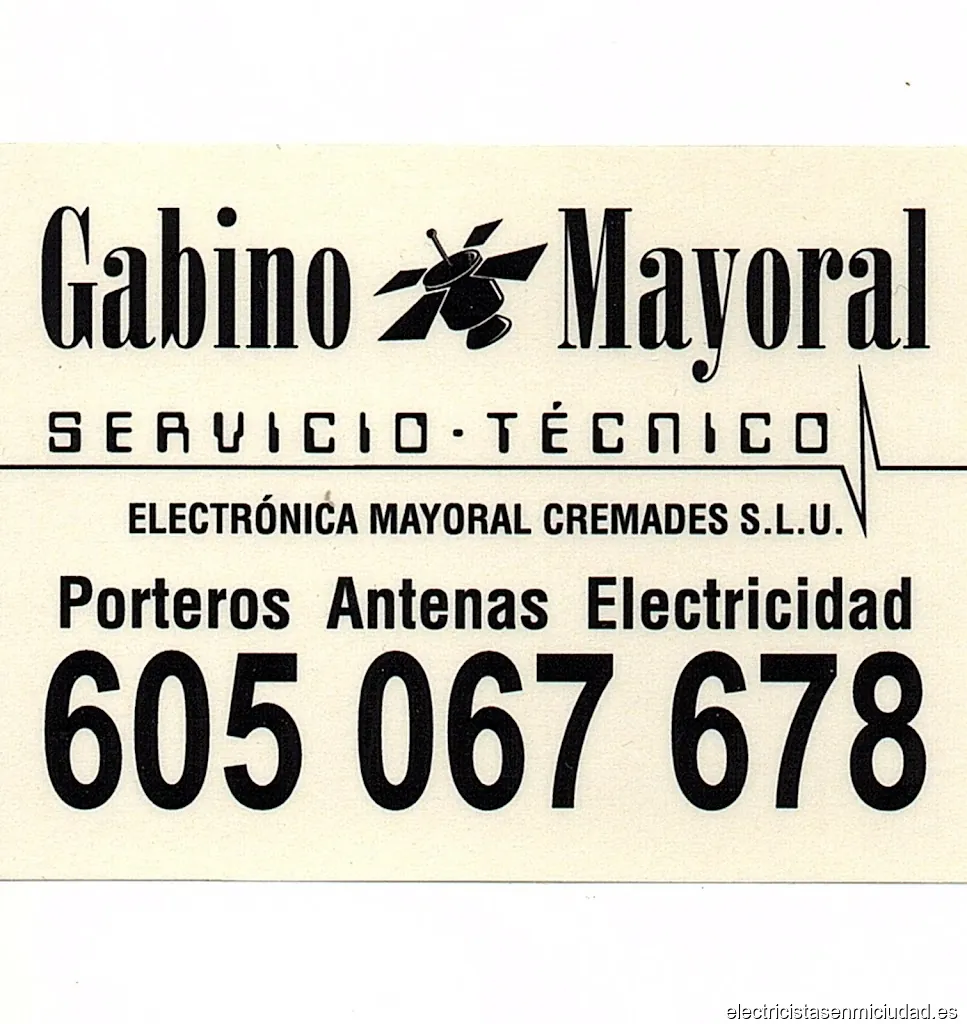 Gabino Mayoral
SERVICIO·TÉCNICO
ELECTRÓNICA MAYORAL CREMADES S.L.U.
Porteros Antenas Electricidad
605 067 678
electricistasenmiciudad.es